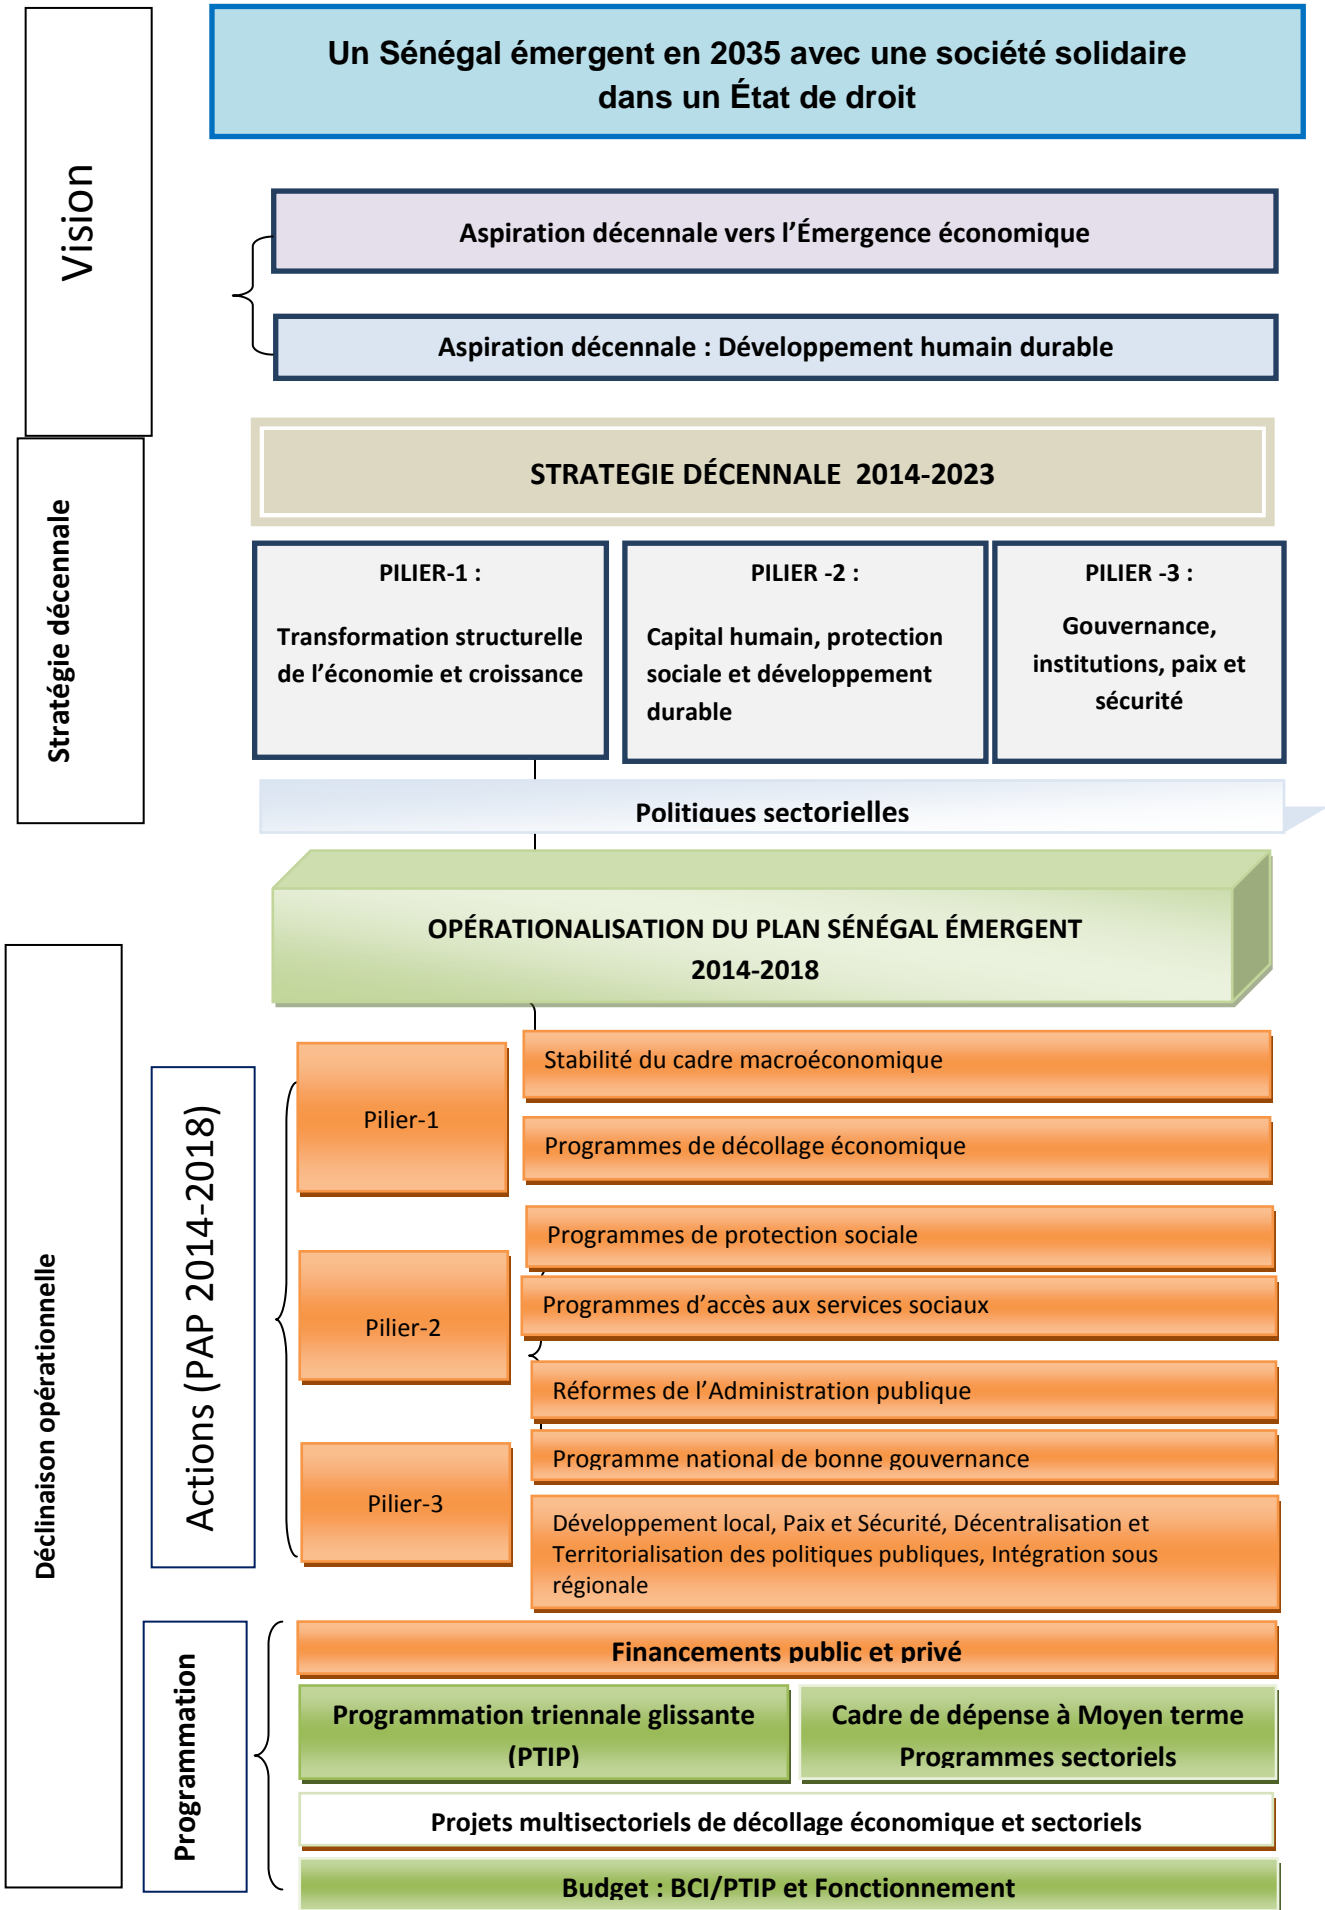 Vision
Un Sénégal émergent en 2035 avec une société solidaire
dans un État de droit
Aspiration décennale vers l’Émergence économique
Aspiration décennale : Développement humain durable
Stratégie décennale
STRATEGIE DÉCENNALE 2014-2023
PILIER-1 :
Transformation structurelle
de l’économie et croissance
PILIER -2 :
Capital humain, protection
sociale et développement
durable
PILIER -3 :
Gouvernance,
institutions, paix et
sécurité
Politiques sectorielles
OPÉRATIONALISATION DU PLAN SÉNÉGAL ÉMERGENT
2014-2018
Déclinaison opérationnelle
Actions (PAP 2014-2018)
Pilier-1
Stabilité du cadre macroéconomique
Programmes de décollage économique
Pilier-2
Programmes de protection sociale
Programmes d’accès aux services sociaux
Pilier-3
Réformes de l’Administration publique
Programme national de bonne gouvernance
Développement local, Paix et Sécurité, Décentralisation et
Territorialisation des politiques publiques, Intégration sous
régionale
Programmation
Financements public et privé
Programmation triennale glissante
(PTIP)
Cadre de dépense à Moyen terme
Programmes sectoriels
Projets multisectoriels de décollage économique et sectoriels
Budget : BCI/PTIP et Fonctionnement